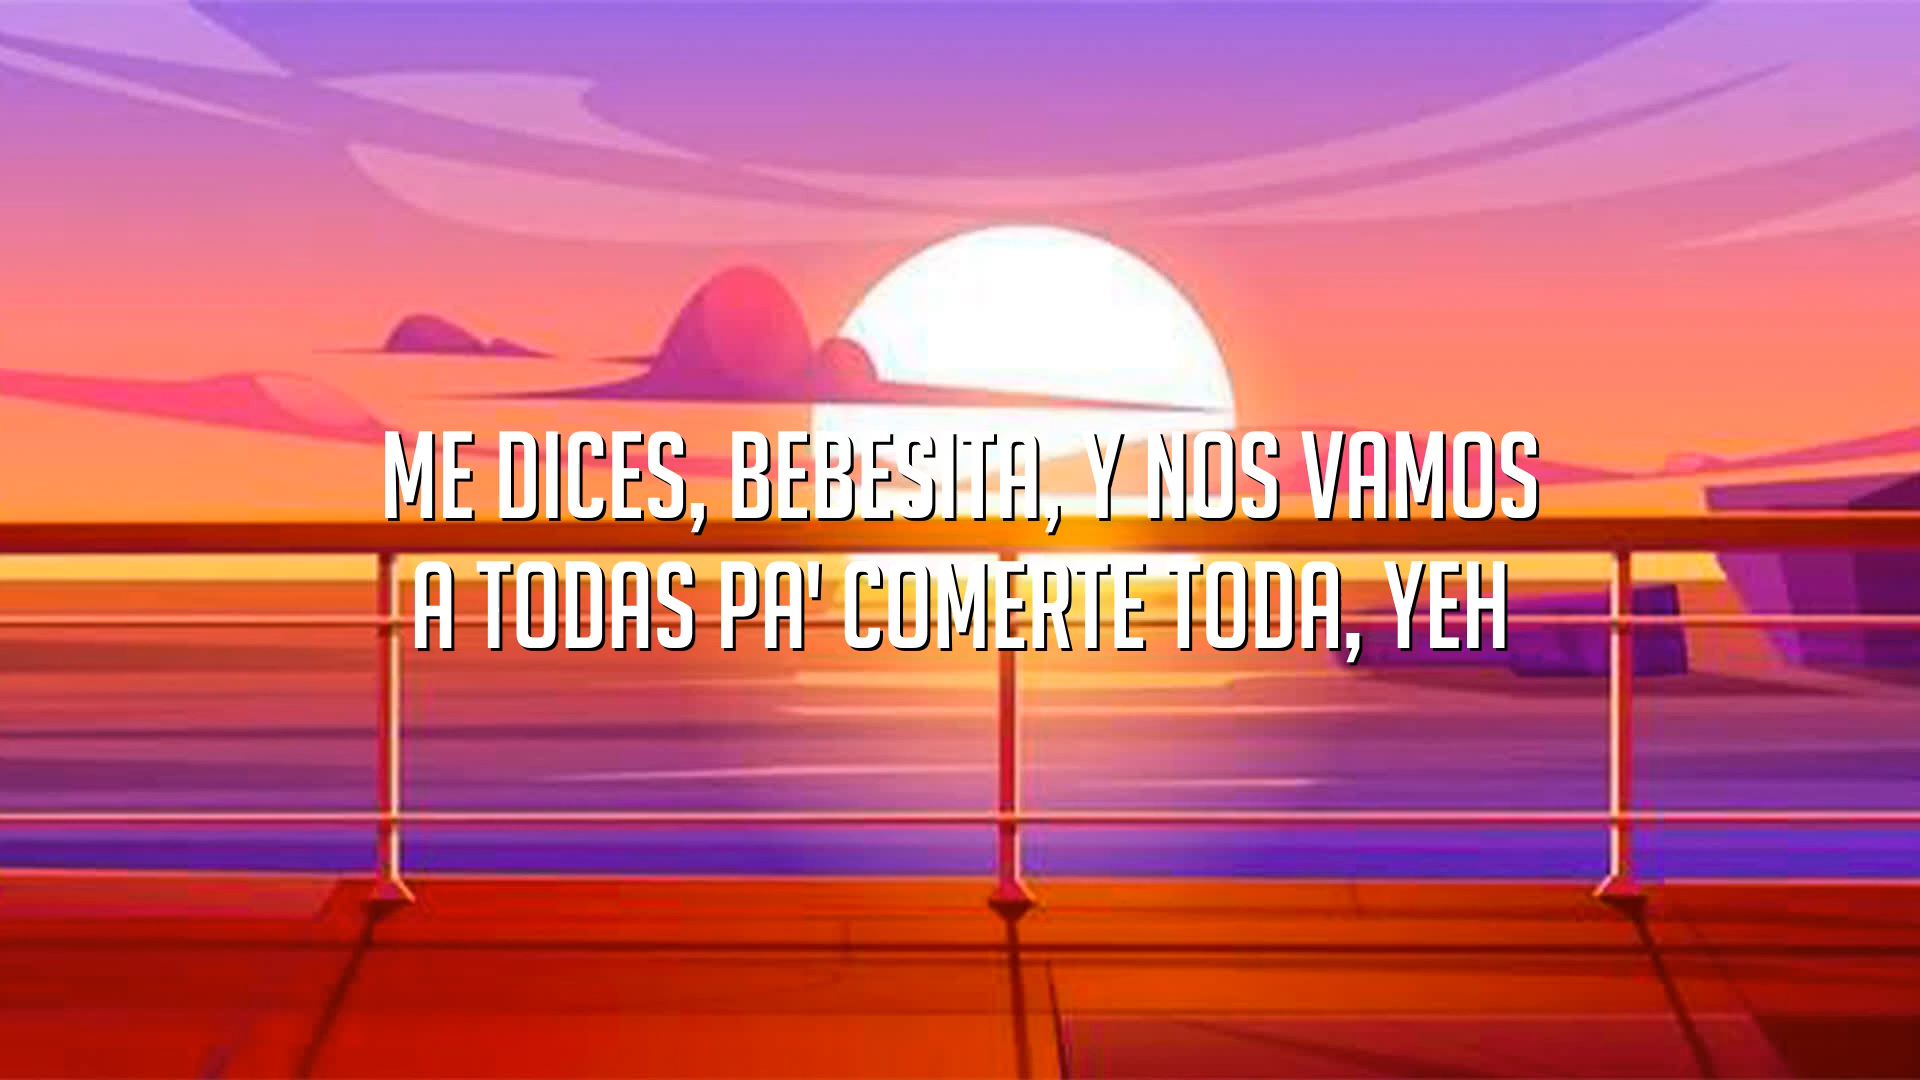 ME DICES, BEBESITA, Y NOS VAMOS
A TODAS PA' COMERTE TODA, YEH